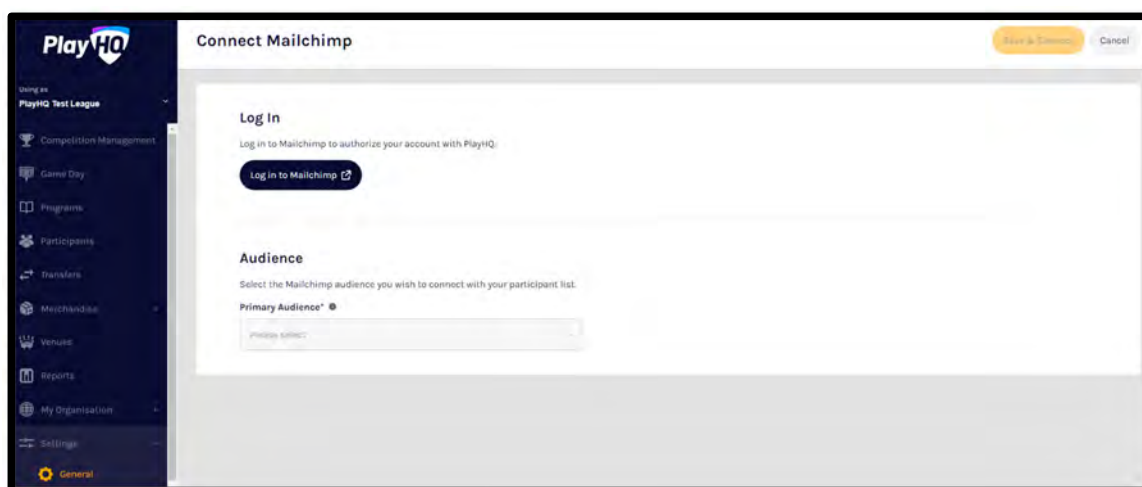 PlayHQ
Connect Mailchimp
Save & Connect
Cancel
Using as
PlayHQ Test League
Competition Management
Game Day
Programs
Participants
Transfers
Merchandise
Venues
Reports
My Organisation
Settings
General
Log In
Log in to Mailchimp to authorize your account with PlayHQ.
Log in to Mailchimp
Audience
Select the Mailchimp audience you wish to connect with your participant list.
Primary Audience*
Please select